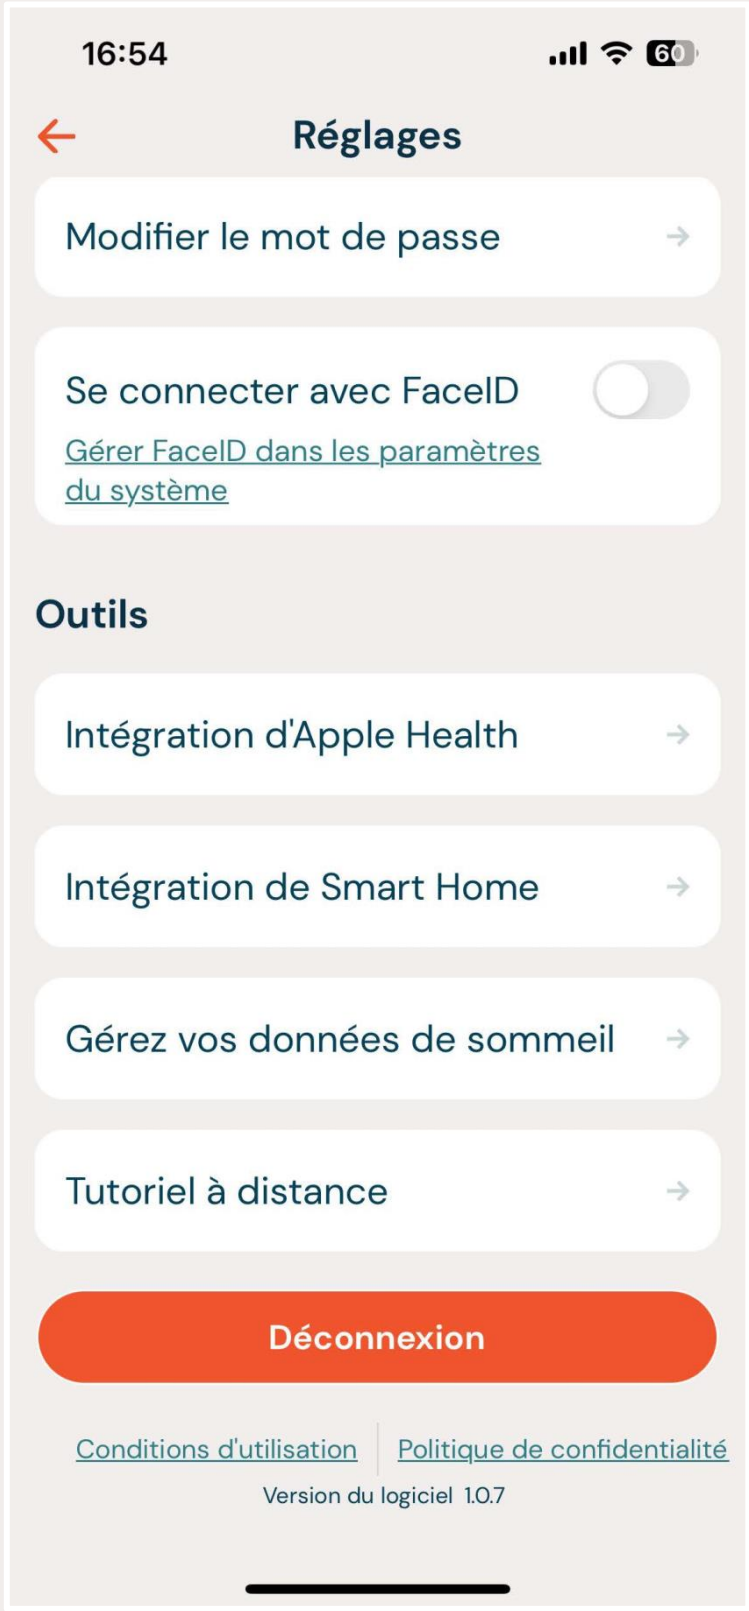 16:54
60
Réglages
Modifier le mot de passe
Se connecter avec FaceID
Gérer FaceID dans les paramètres
du système
Outils
Intégration d'Apple Health
Intégration de Smart Home
Gérez vos données de sommeil
Tutoriel à distance
Déconnexion
Conditions d'utilisation Politique de confidentialité
Version du logiciel 1.0.7